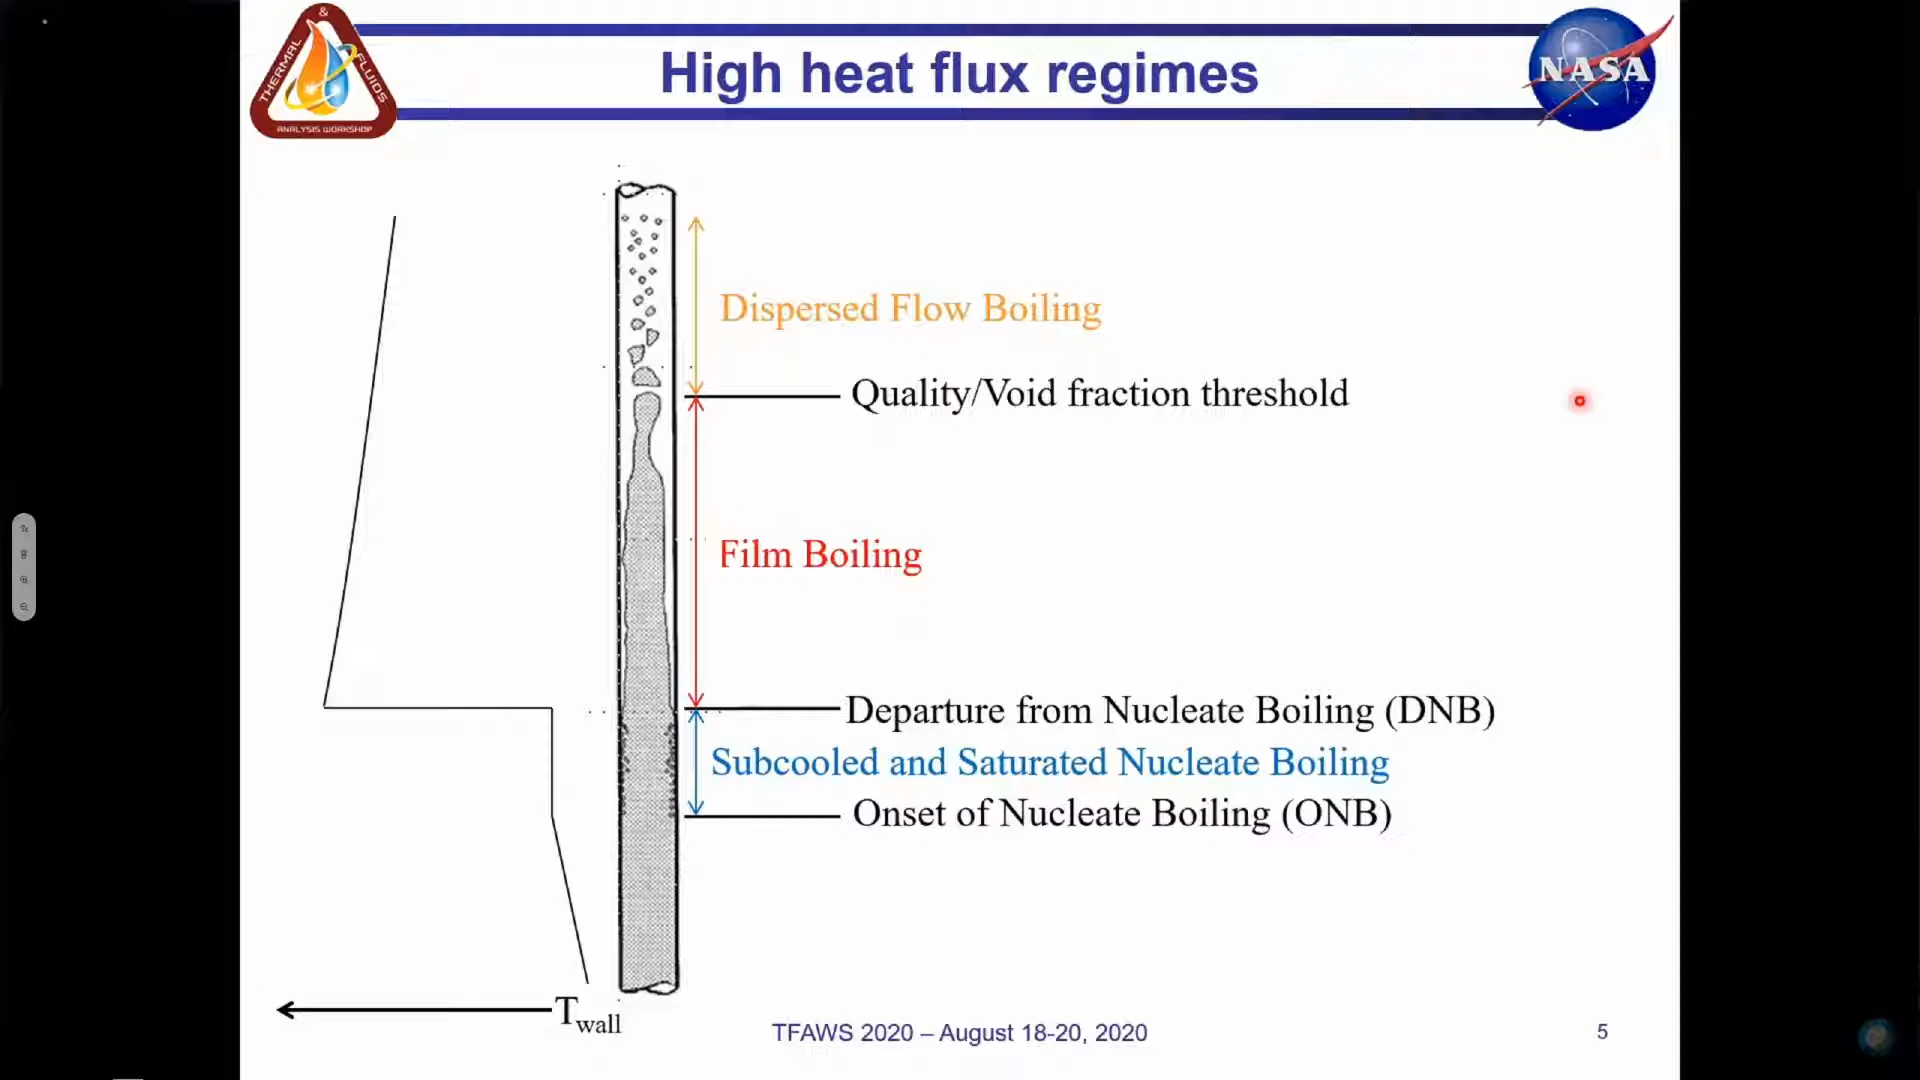 &
THERMAL
FLUIDS
ANALYSIS WORKSHOP
High heat flux regimes
NASA
Dispersed Flow Boiling
Quality/Void fraction threshold
Film Boiling
Departure from Nucleate Boiling (DNB)
Subcooled and Saturated Nucleate Boiling
Onset of Nucleate Boiling (ONB)
Twall
TFAWS 2020 – August 18-20, 2020
5